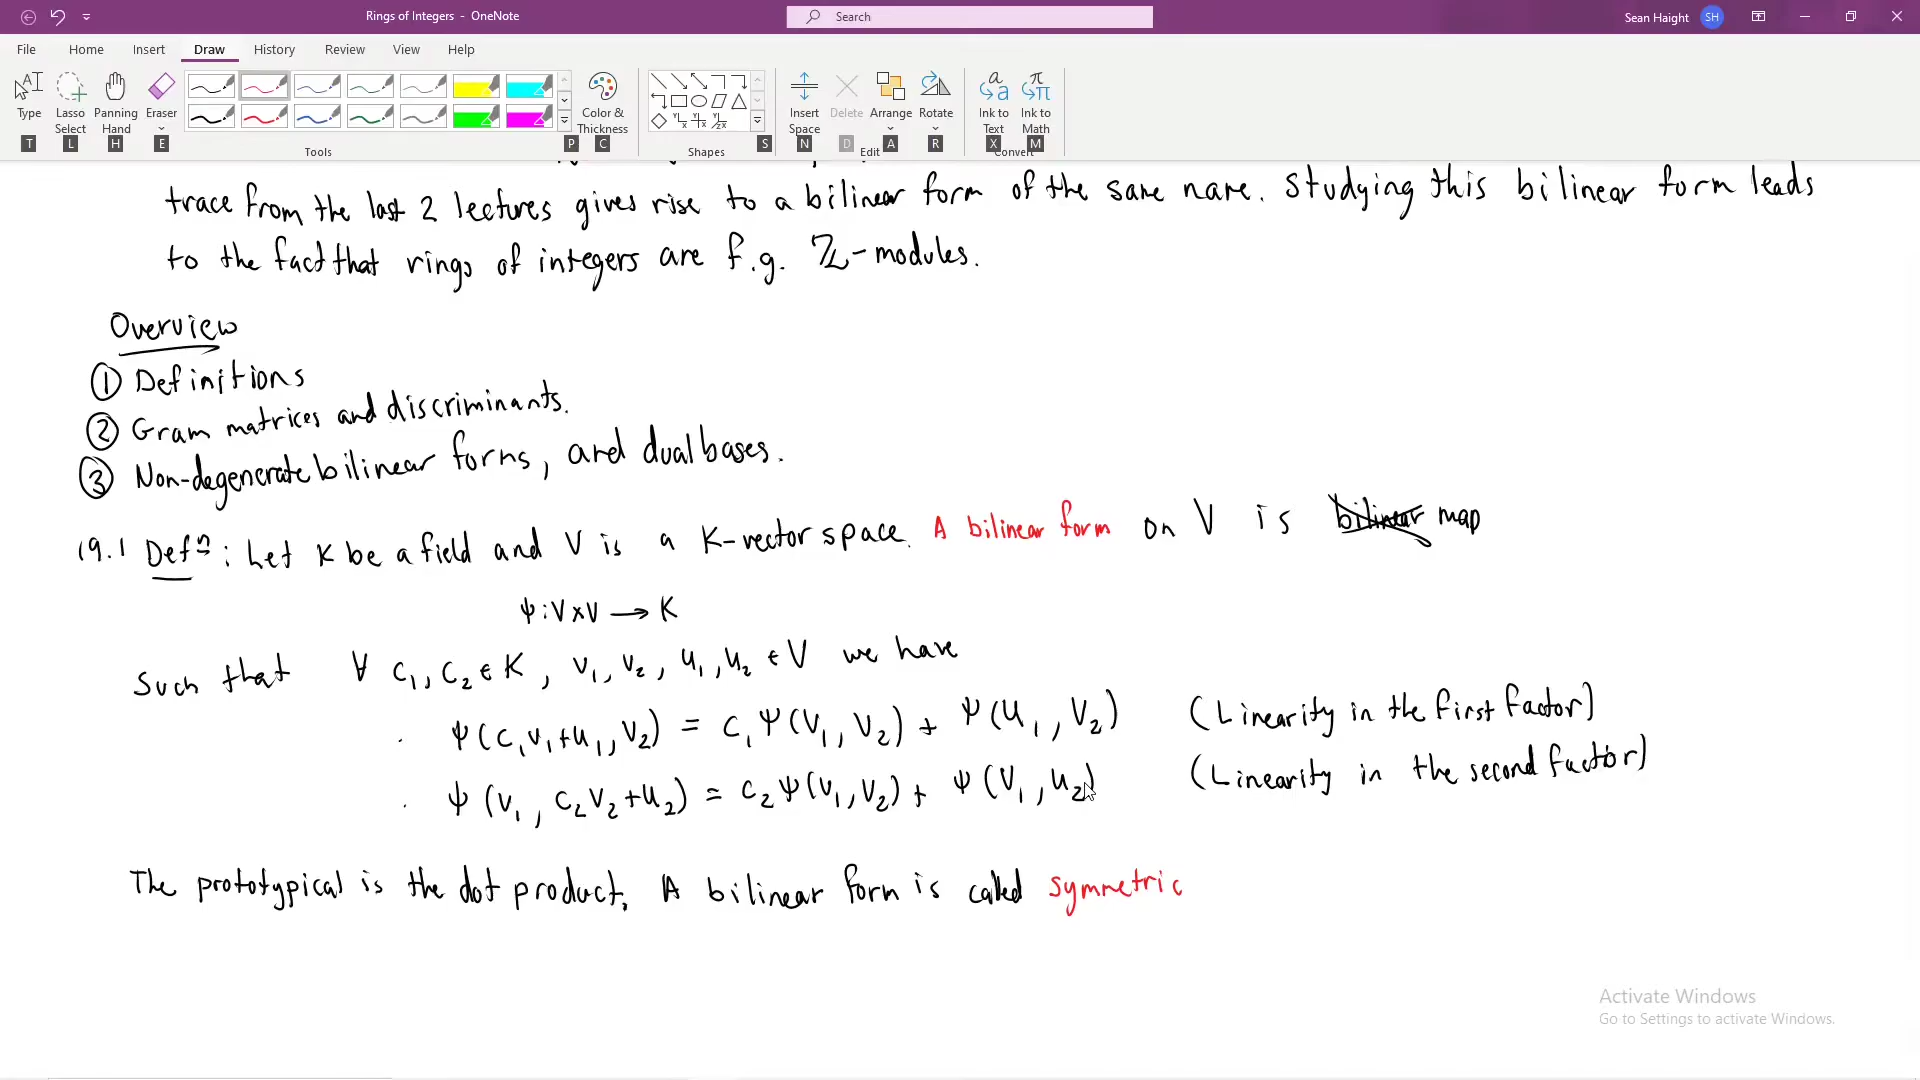 Rings of Integers - OneNote
Search
Sean Haight SH
File Home Insert Draw History Review View Help
Type Lasso Select Panning Hand Eraser Color & Thickness Insert Space Delete Arrange Rotate Ink to Text Ink to Math
T L H E P C S N D A R X M
Tools Shapes Edit Convert
trace from the last 2 lectures gives rise to a bilinear form of the same name. Studying this bilinear form leads
to the fact that rings of integers are f.g. ℤ-modules.
Overview
① Definitions
② Gram matrices and discriminants.
③ Non-degenerate bilinear forms, and dual bases.
19.1 Defⁿ: Let K be a field and V is a K-vector space. A bilinear form on V is bilinear map
ψ : V x V → K
Such that ∀ c₁, c₂ ∈ K, v₁, v₂, u₁, u₂ ∈ V we have
· ψ(c₁v₁+u₁, v₂) = c₁ψ(v₁, v₂) + ψ(u₁, v₂) (Linearity in the first factor)
· ψ(v₁, c₂v₂+u₂) = c₂ψ(v₁, v₂) + ψ(v₁, u₂) (Linearity in the second factor)
The prototypical is the dot product. A bilinear form is called symmetric
Activate Windows
Go to Settings to activate Windows.